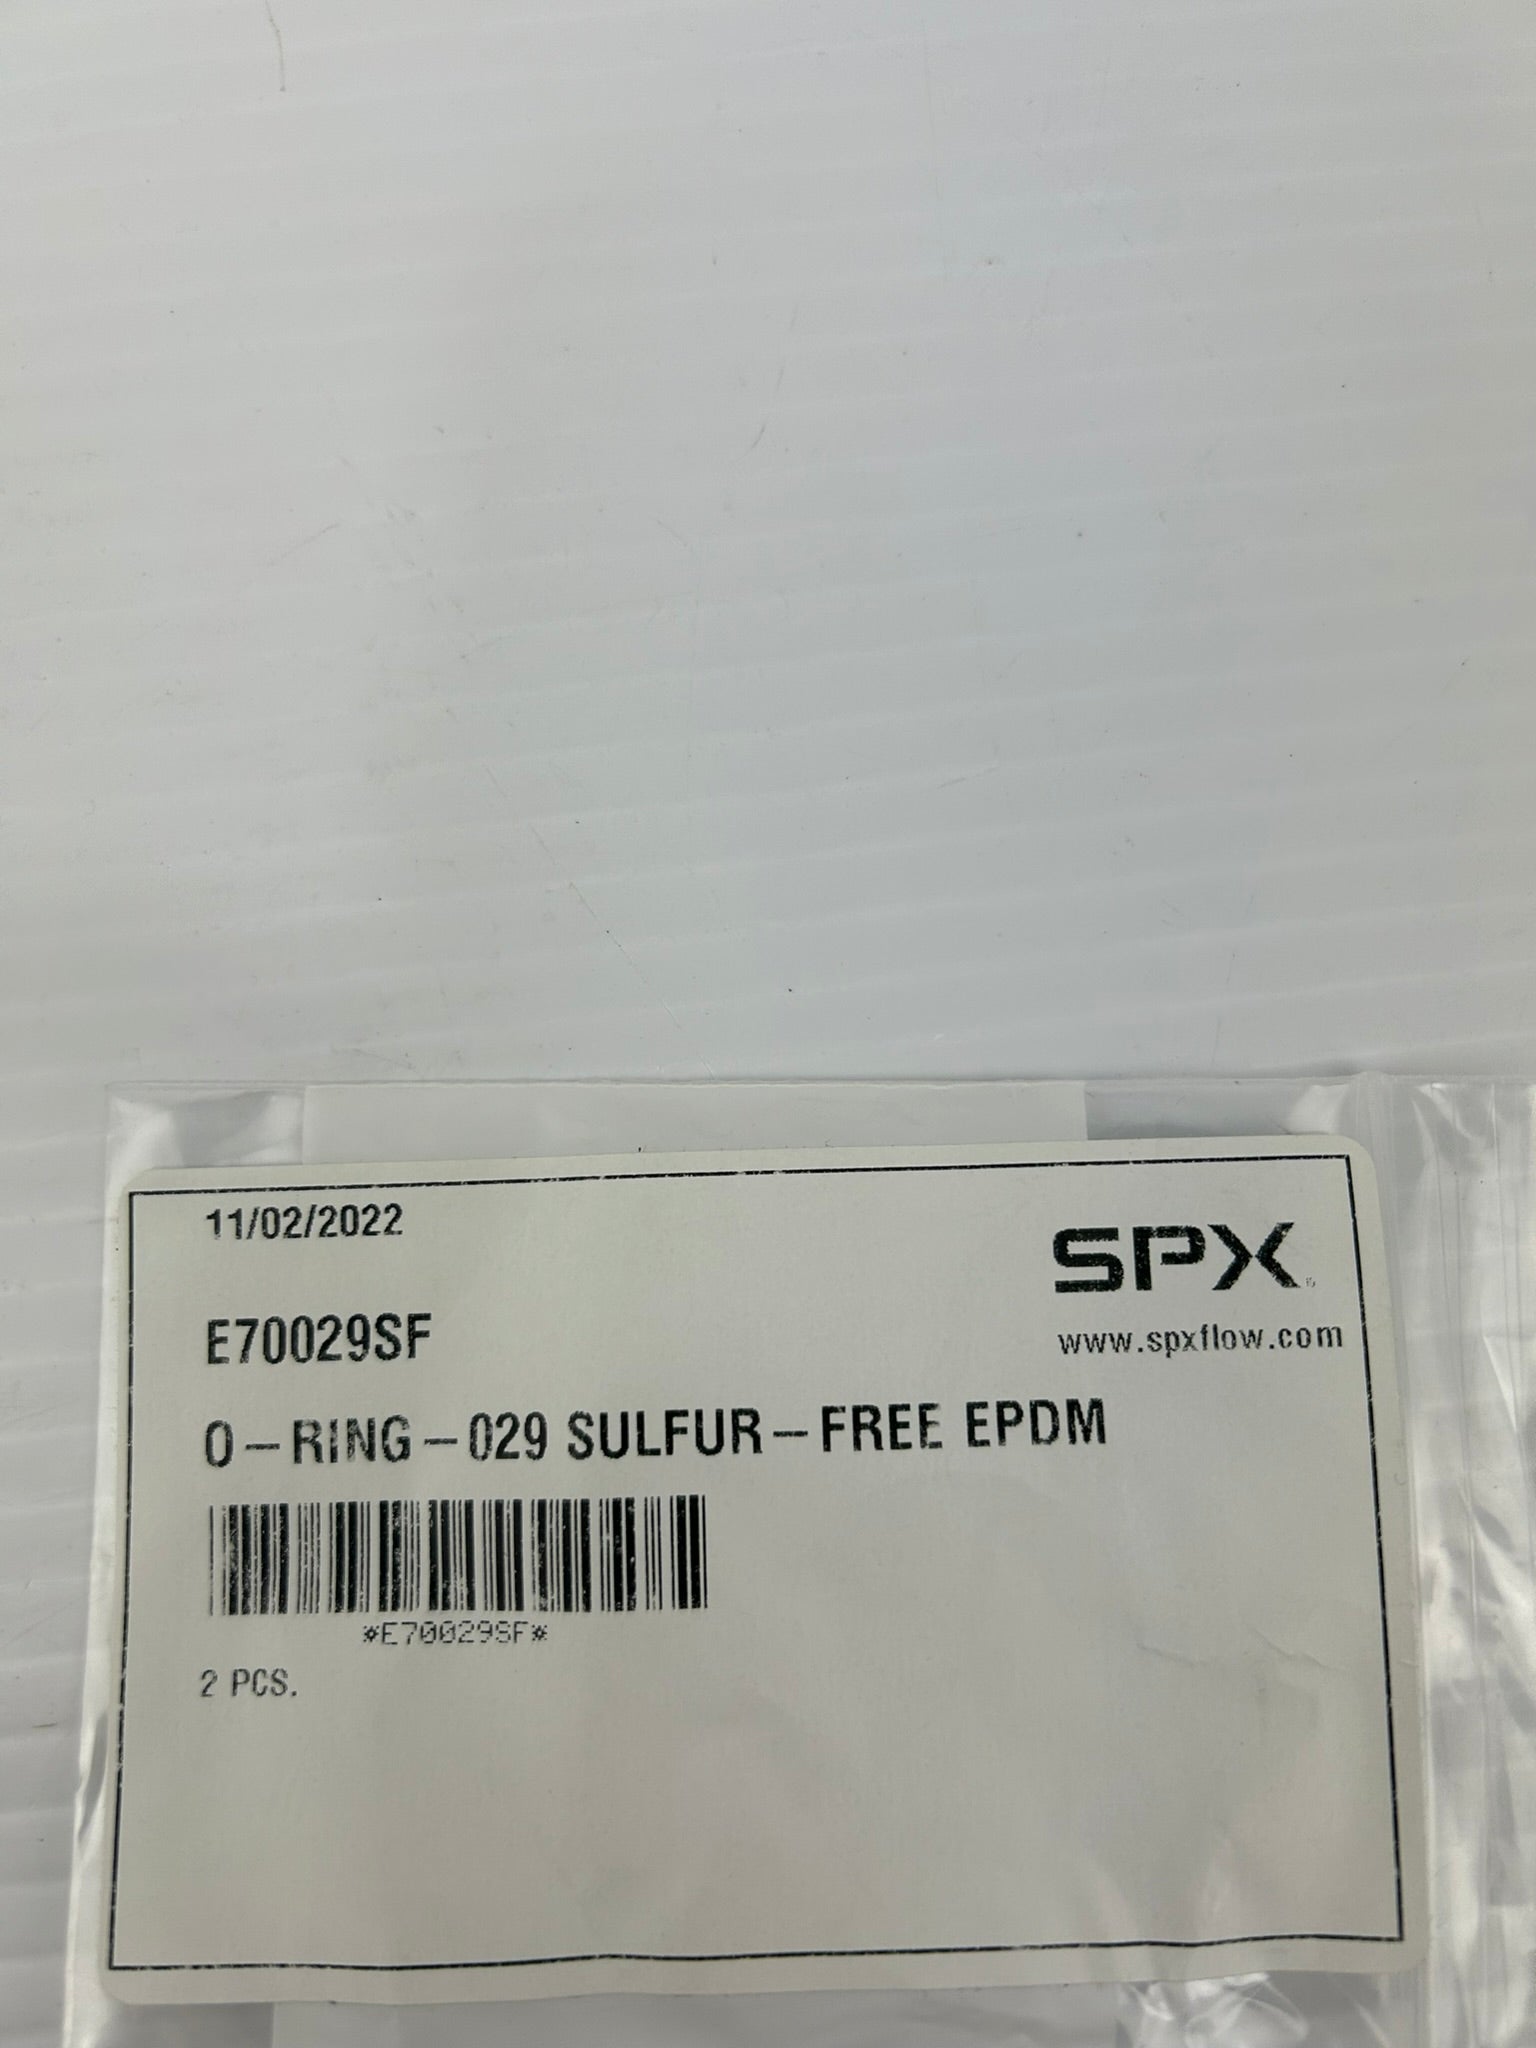 11/02/2022
SPX
www.spxflow.com
E70029SF
O-RING-029 SULFUR-FREE EPDM
*E70029SF*
2 PCS.